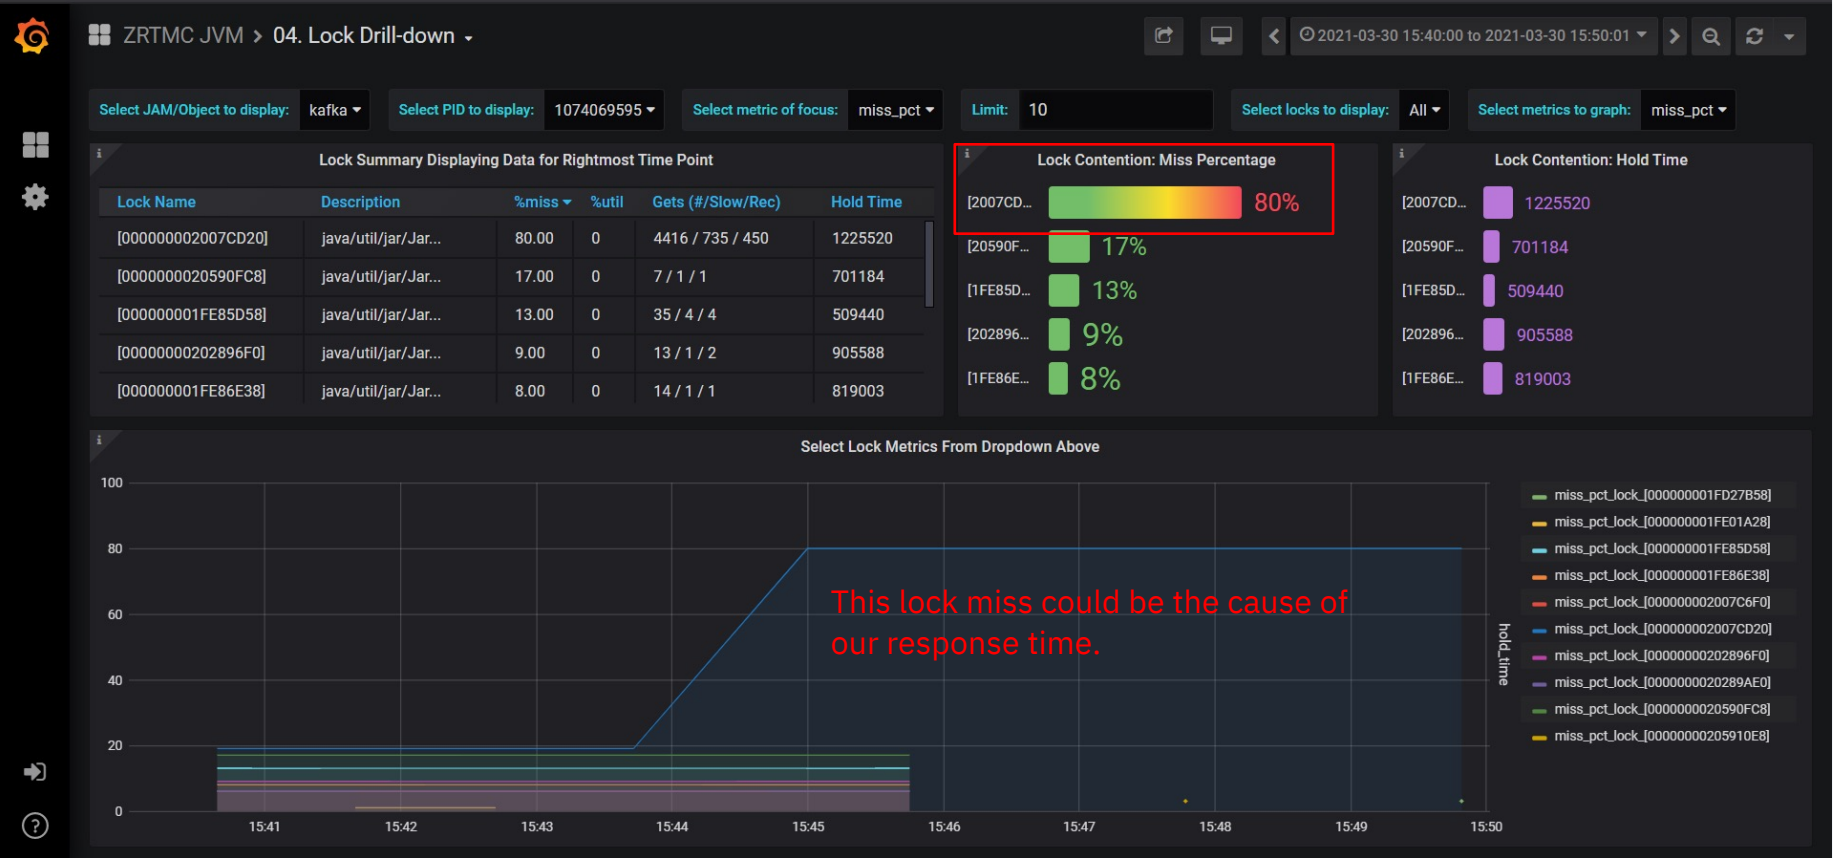 ZRTMC JVM > 04. Lock Drill-down
2021-03-30 15:40:00 to 2021-03-30 15:50:01
Select JAM/Object to display: kafka
Select PID to display: 1074069595
Select metric of focus: miss_pct
Limit: 10
Select locks to display: All
Select metrics to graph: miss_pct
Lock Summary Displaying Data for Rightmost Time Point
Lock Name Description %miss %util Gets (#/Slow/Rec) Hold Time
[000000002007CD20] java/util/jar/Jar... 80.00 0 4416 / 735 / 450 1225520
[0000000020590FC8] java/util/jar/Jar... 17.00 0 7 / 1 / 1 701184
[000000001FE85D58] java/util/jar/Jar... 13.00 0 35 / 4 / 4 509440
[00000000202896F0] java/util/jar/Jar... 9.00 0 13 / 1 / 2 905588
[000000001FE86E38] java/util/jar/Jar... 8.00 0 14 / 1 / 1 819003
Lock Contention: Miss Percentage
[2007CD... 80%
[20590F... 17%
[1FE85D... 13%
[202896... 9%
[1FE86E... 8%
Lock Contention: Hold Time
[2007CD... 1225520
[20590F... 701184
[1FE85D... 509440
[202896... 905588
[1FE86E... 819003
Select Lock Metrics From Dropdown Above
100
80
60
40
20
0
15:41 15:42 15:43 15:44 15:45 15:46 15:47 15:48 15:49 15:50
This lock miss could be the cause of
our response time.
hold_time
miss_pct_lock_[000000001FD27B58]
miss_pct_lock_[000000001FE01A28]
miss_pct_lock_[000000001FE85D58]
miss_pct_lock_[000000001FE86E38]
miss_pct_lock_[000000002007C6F0]
miss_pct_lock_[000000002007CD20]
miss_pct_lock_[00000000202896F0]
miss_pct_lock_[0000000020289AE0]
miss_pct_lock_[0000000020590FC8]
miss_pct_lock_[00000000205910E8]